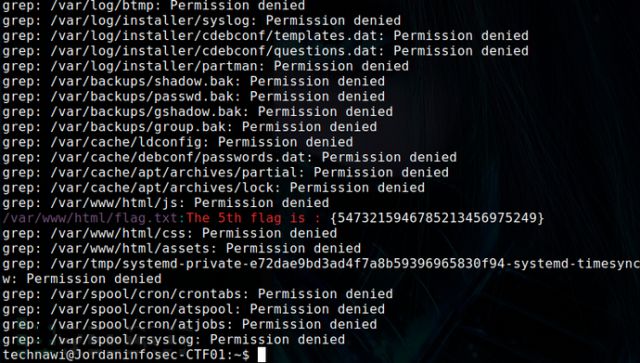 grep: /var/log/btmp: Permission denied
grep: /var/log/installer/syslog: Permission denied
grep: /var/log/installer/cdebconf/templates.dat: Permission denied
grep: /var/log/installer/cdebconf/questions.dat: Permission denied
grep: /var/log/installer/partman: Permission denied
grep: /var/backups/shadow.bak: Permission denied
grep: /var/backups/passwd.bak: Permission denied
grep: /var/backups/gshadow.bak: Permission denied
grep: /var/backups/group.bak: Permission denied
grep: /var/cache/ldconfig: Permission denied
grep: /var/cache/debconf/passwords.dat: Permission denied
grep: /var/cache/apt/archives/partial: Permission denied
grep: /var/cache/apt/archives/lock: Permission denied
grep: /var/www/html/js: Permission denied
/var/www/html/flag.txt:The 5th flag is : {5473215946785213456975249}
grep: /var/www/html/css: Permission denied
grep: /var/www/html/assets: Permission denied
grep: /var/tmp/systemd-private-e72dae9bd3ad4f7a8b59396965830f94-systemd-timesync
w: Permission denied
grep: /var/spool/cron/crontabs: Permission denied
grep: /var/spool/cron/atspool: Permission denied
grep: /var/spool/cron/atjobs: Permission denied
grep: /var/spool/rsyslog: Permission denied
technawi@Jordaninfosec-CTF01:~$